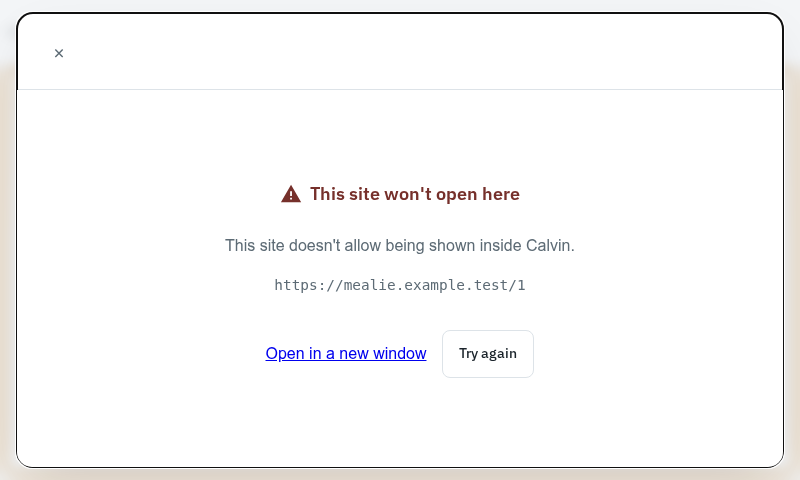 ×
This site won't open here
This site doesn't allow being shown inside Calvin.
https://mealie.example.test/1
Open in a new window
Try again